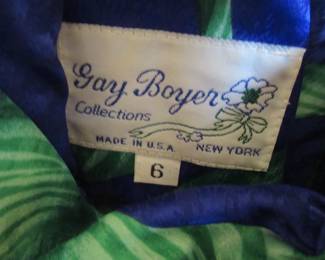 Gay Boyer
Collections
MADE IN U.S.A. NEW YORK
6